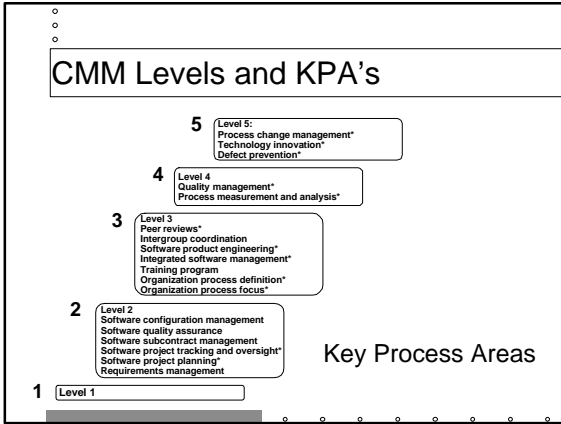 CMM Levels and KPA's
5
Level 5:
Process change management*
Technology innovation*
Defect prevention*
4
Level 4
Quality management*
Process measurement and analysis*
3
Level 3
Peer reviews*
Intergroup coordination
Software product engineering*
Integrated software management*
Training program
Organization process definition*
Organization process focus*
2
Level 2
Software configuration management
Software quality assurance
Software subcontract management
Software project tracking and oversight*
Software project planning*
Requirements management
Key Process Areas
1
Level 1